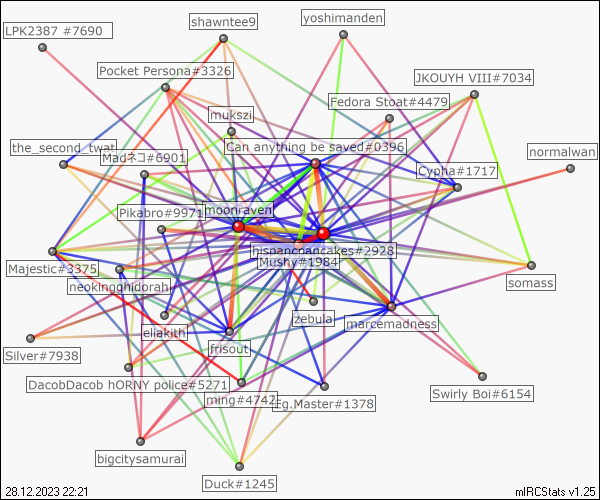 shawntee9
yoshimanden
LPK2387 #7690
Pocket Persona#3326
JKOUYH VIII#7034
Fedora Stoat#4479
mukszil
the_second_twat
Can anything be saved#0396
normalwan
Madネコ#6901
Cypha#1717
Pikabro#9971
moonraven
hispanicpancakes#2928
Mushy#1984
Majestic#3375
somass
neokingghidorah
zebula
marcemadness
eliakith
frisout
Silver#7938
DacobDacob hORNY police#5271
Swirly Boi#6154
ming#4742
Eg.Master#1378
bigcitysamurai
Duck#1245
28.12.2023 22:21
mIRCStats v1.25